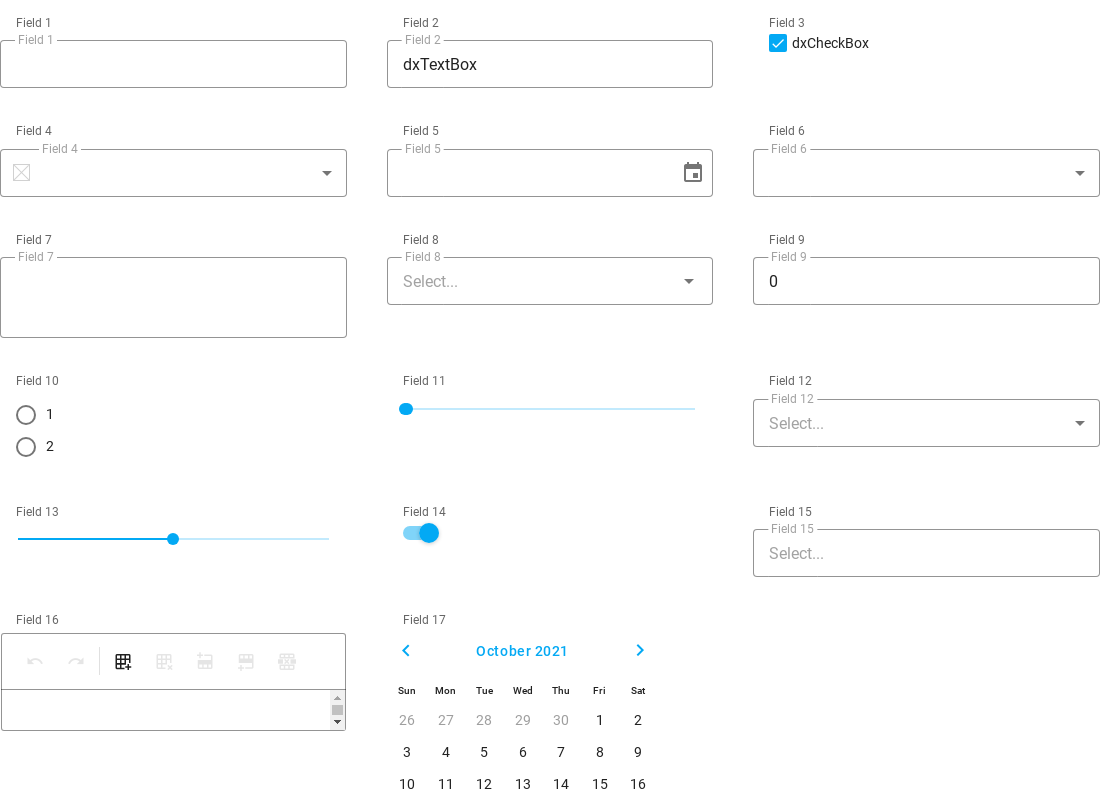 Field 1
Field 1
Field 2
Field 2
dxTextBox
Field 3
dxCheckBox
Field 4
Field 4
Field 5
Field 5
Field 6
Field 6
Field 7
Field 7
Field 8
Field 8
Select...
Field 9
Field 9
0
Field 10
1
2
Field 11
Field 12
Field 12
Select...
Field 13
Field 14
Field 15
Field 15
Select...
Field 16
Field 17
October 2021
Sun Mon Tue Wed Thu Fri Sat
26 27 28 29 30 1 2
3 4 5 6 7 8 9
10 11 12 13 14 15 16